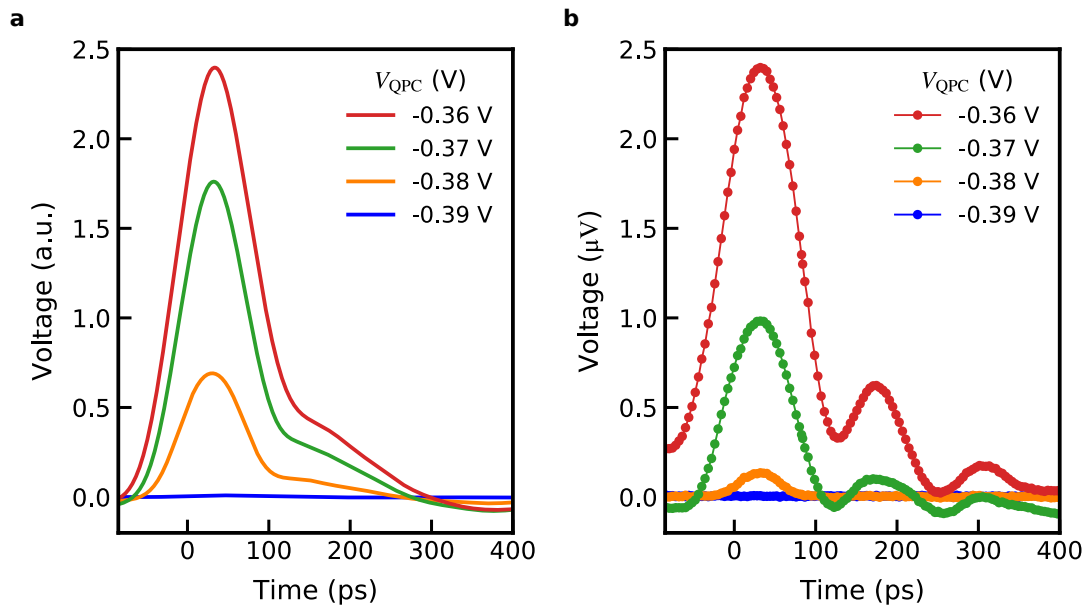 a
Voltage (a.u.)
2.5
2.0
1.5
1.0
0.5
0.0
0
100
200
300
400
Time (ps)
V_QPC (V)
-0.36 V
-0.37 V
-0.38 V
-0.39 V
b
Voltage (μV)
2.5
2.0
1.5
1.0
0.5
0.0
0
100
200
300
400
Time (ps)
V_QPC (V)
-0.36 V
-0.37 V
-0.38 V
-0.39 V